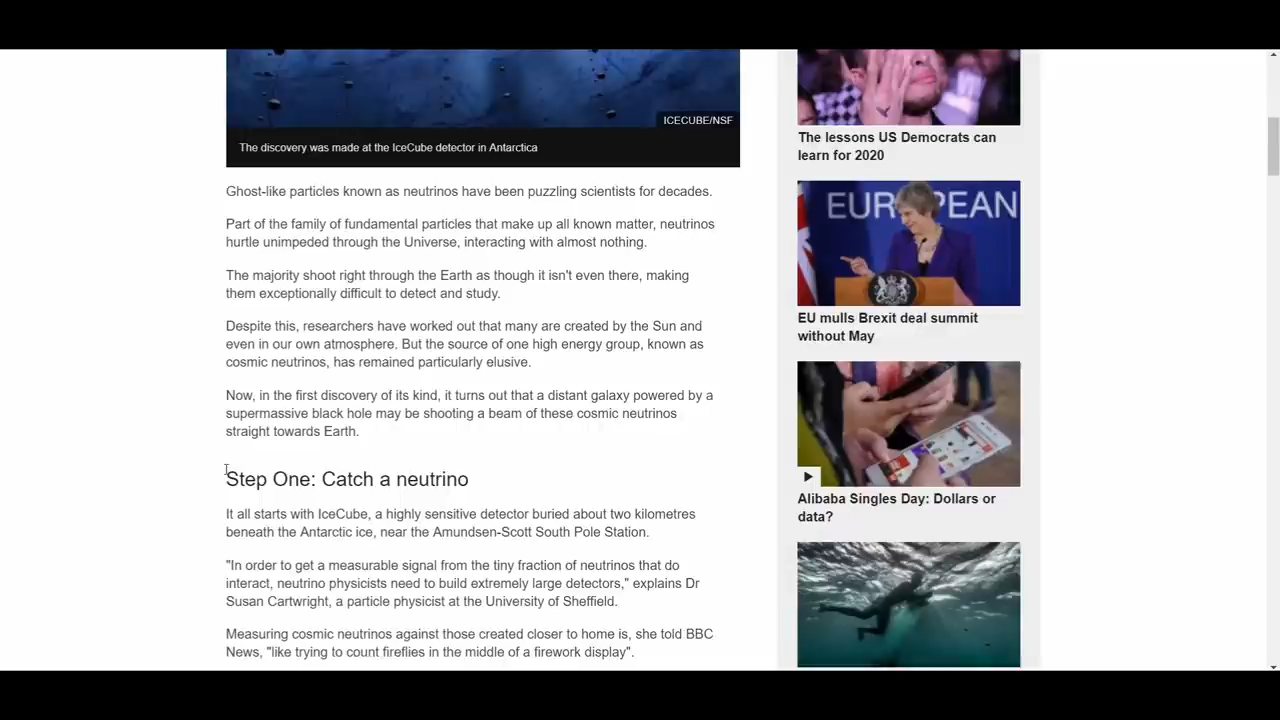 ICECUBE/NSF
The discovery was made at the IceCube detector in Antarctica
Ghost-like particles known as neutrinos have been puzzling scientists for decades.
Part of the family of fundamental particles that make up all known matter, neutrinos
hurtle unimpeded through the Universe, interacting with almost nothing.
The majority shoot right through the Earth as though it isn't even there, making
them exceptionally difficult to detect and study.
Despite this, researchers have worked out that many are created by the Sun and
even in our own atmosphere. But the source of one high energy group, known as
cosmic neutrinos, has remained particularly elusive.
Now, in the first discovery of its kind, it turns out that a distant galaxy powered by a
supermassive black hole may be shooting a beam of these cosmic neutrinos
straight towards Earth.
Step One: Catch a neutrino
It all starts with IceCube, a highly sensitive detector buried about two kilometres
beneath the Antarctic ice, near the Amundsen-Scott South Pole Station.
"In order to get a measurable signal from the tiny fraction of neutrinos that do
interact, neutrino physicists need to build extremely large detectors," explains Dr
Susan Cartwright, a particle physicist at the University of Sheffield.
Measuring cosmic neutrinos against those created closer to home is, she told BBC
News, "like trying to count fireflies in the middle of a firework display".
The lessons US Democrats can
learn for 2020
EUROPEAN
EU mulls Brexit deal summit
without May
Alibaba Singles Day: Dollars or
data?